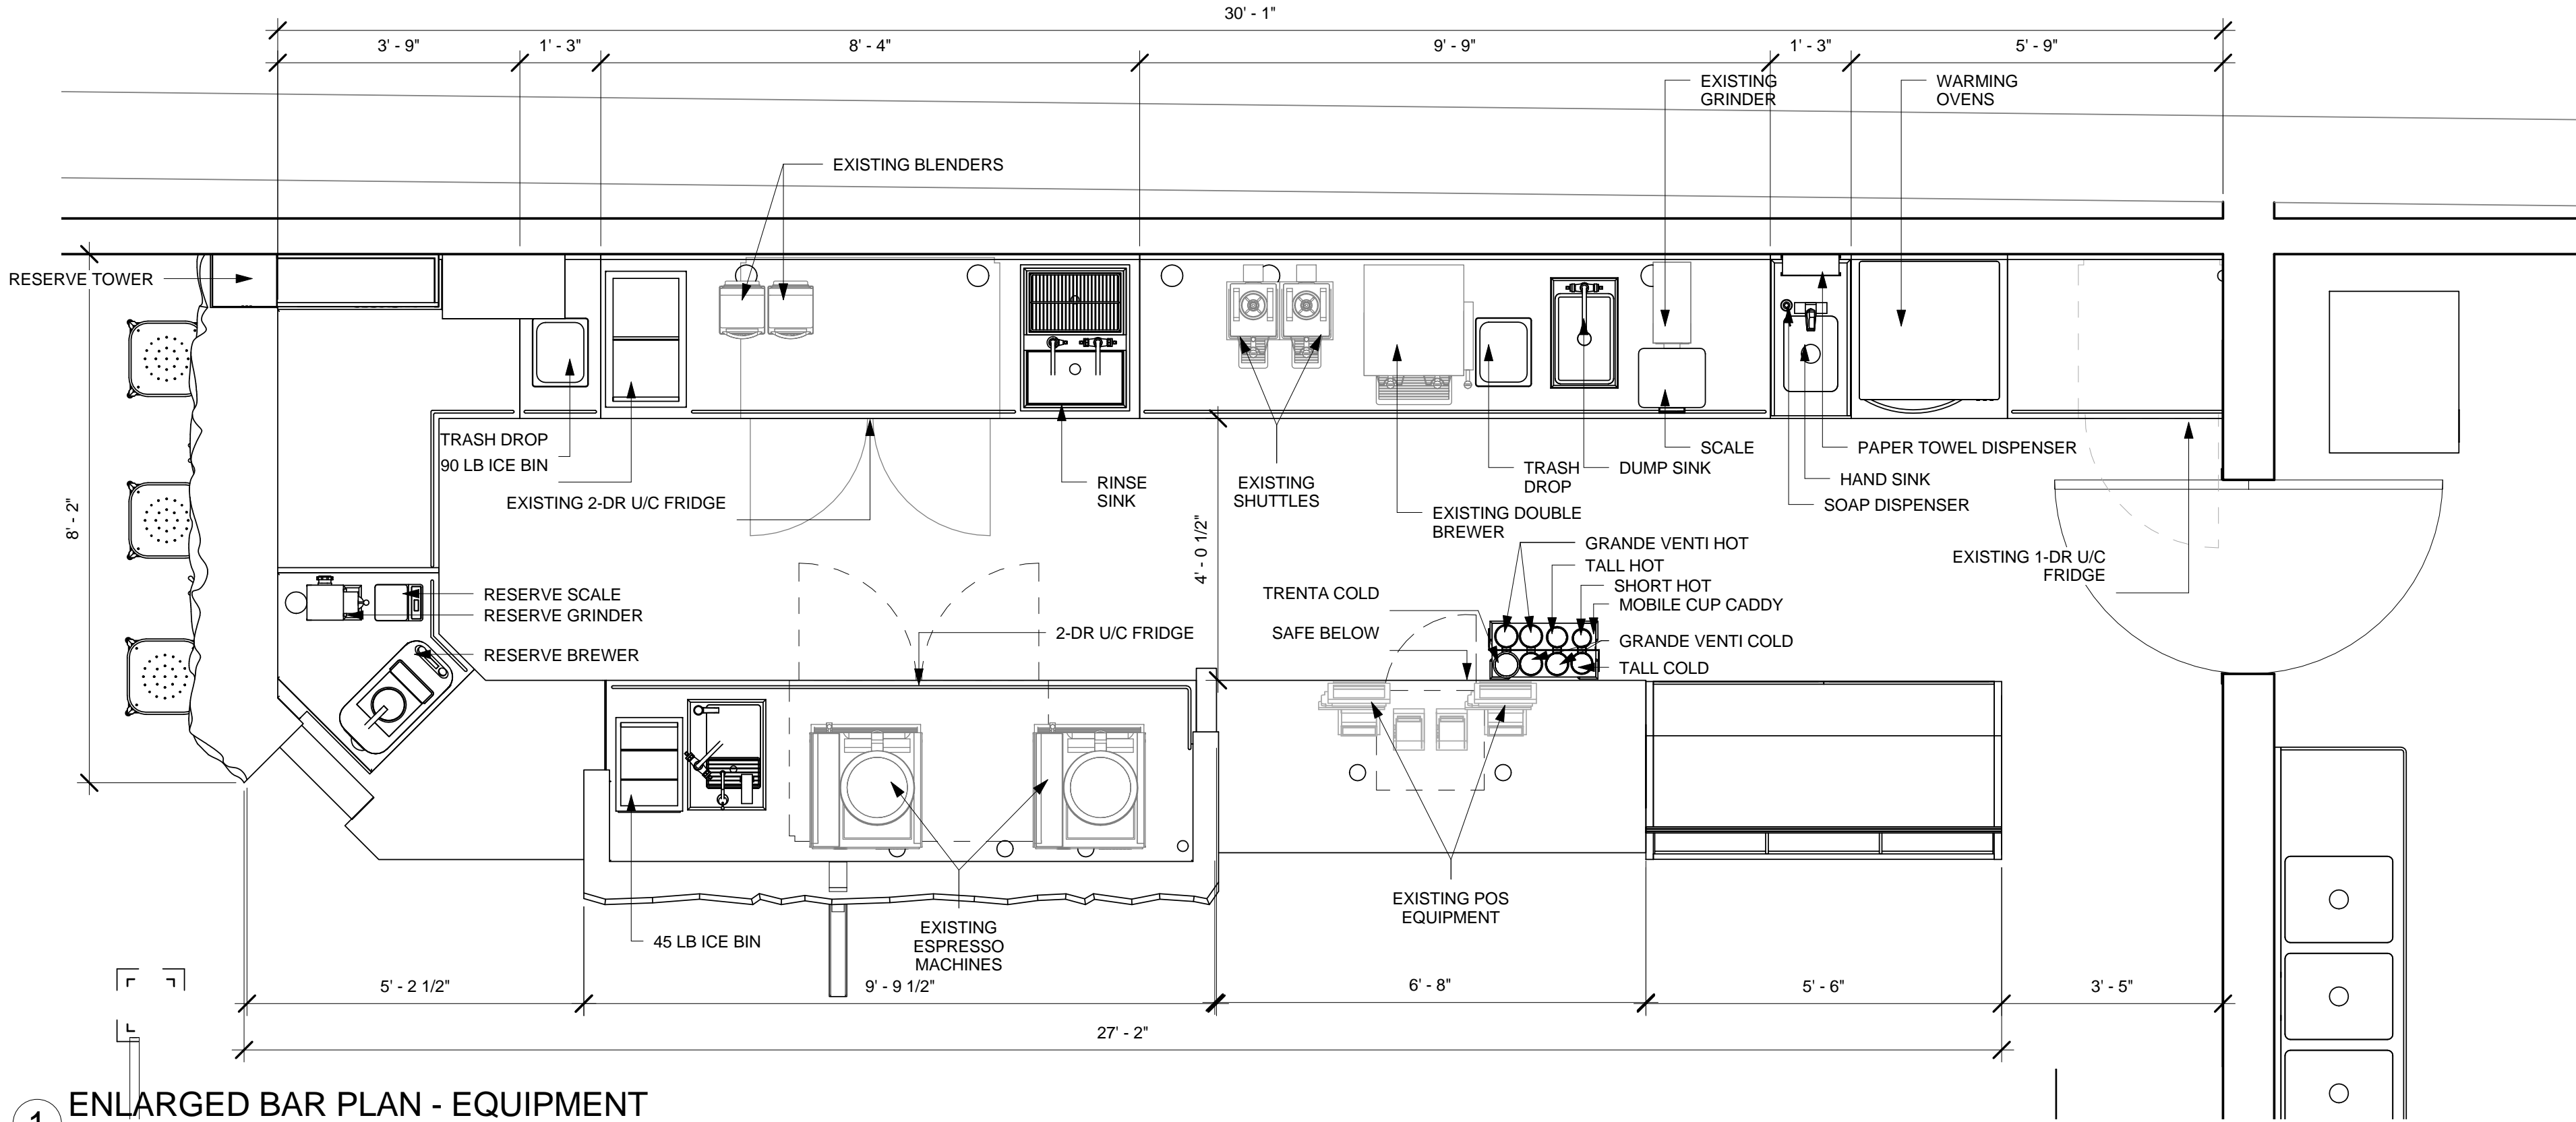 30' - 1"
3' - 9"
1' - 3"
8' - 4"
9' - 9"
1' - 3"
5' - 9"
EXISTING
GRINDER
WARMING
OVENS
EXISTING BLENDERS
RESERVE TOWER
TRASH DROP
90 LB ICE BIN
EXISTING 2-DR U/C FRIDGE
RINSE
SINK
EXISTING
SHUTTLES
EXISTING DOUBLE
BREWER
TRASH
DROP
DUMP SINK
SCALE
PAPER TOWEL DISPENSER
HAND SINK
SOAP DISPENSER
8' - 2"
4' - 0 1/2"
EXISTING 1-DR U/C
FRIDGE
GRANDE VENTI HOT
TALL HOT
SHORT HOT
MOBILE CUP CADDY
TRENTA COLD
SAFE BELOW
GRANDE VENTI COLD
TALL COLD
RESERVE SCALE
RESERVE GRINDER
RESERVE BREWER
2-DR U/C FRIDGE
45 LB ICE BIN
EXISTING
ESPRESSO
MACHINES
EXISTING POS
EQUIPMENT
5' - 2 1/2"
9' - 9 1/2"
6' - 8"
5' - 6"
3' - 5"
27' - 2"
1
ENLARGED BAR PLAN - EQUIPMENT